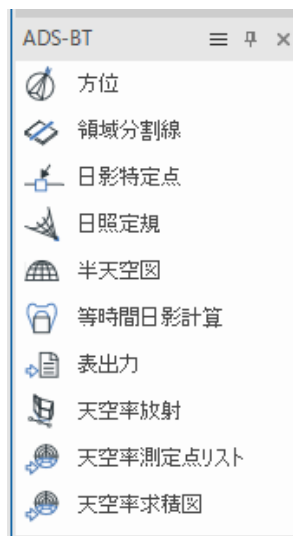 ADS-BT
方位
領域分割線
日影特定点
日照定規
半天空図
等時間日影計算
表出力
天空率放射
天空率測定点リスト
天空率求積図